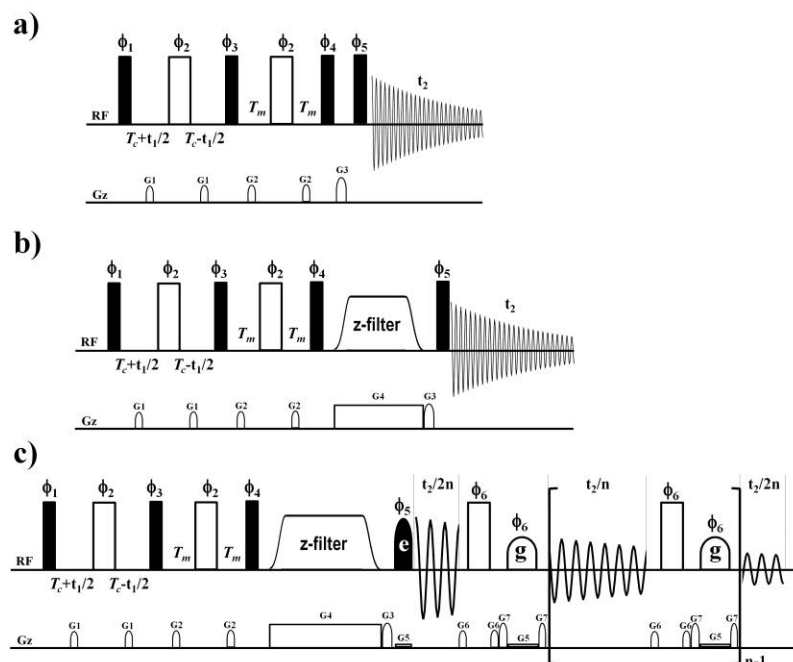 a)
ϕ1 ϕ2 ϕ3 ϕ2 ϕ4 ϕ5
t2
RF Tm Tm
Tc+t1/2 Tc-t1/2
G1 G1 G2 G2 G3
Gz
b)
ϕ1 ϕ2 ϕ3 ϕ2 ϕ4 ϕ5
t2
z-filter
RF Tm Tm
Tc+t1/2 Tc-t1/2
G1 G1 G2 G2 G4 G3
Gz
c)
t2/2n t2/n t2/2n
ϕ1 ϕ2 ϕ3 ϕ2 ϕ4 ϕ5 ϕ6 ϕ6 ϕ6 ϕ6
z-filter e g g
RF Tm Tm
Tc+t1/2 Tc-t1/2
G1 G1 G2 G2 G4 G3 G5 G6 G6 G7 G5 G7 G6 G6 G7 G5 G7
Gz
n-1